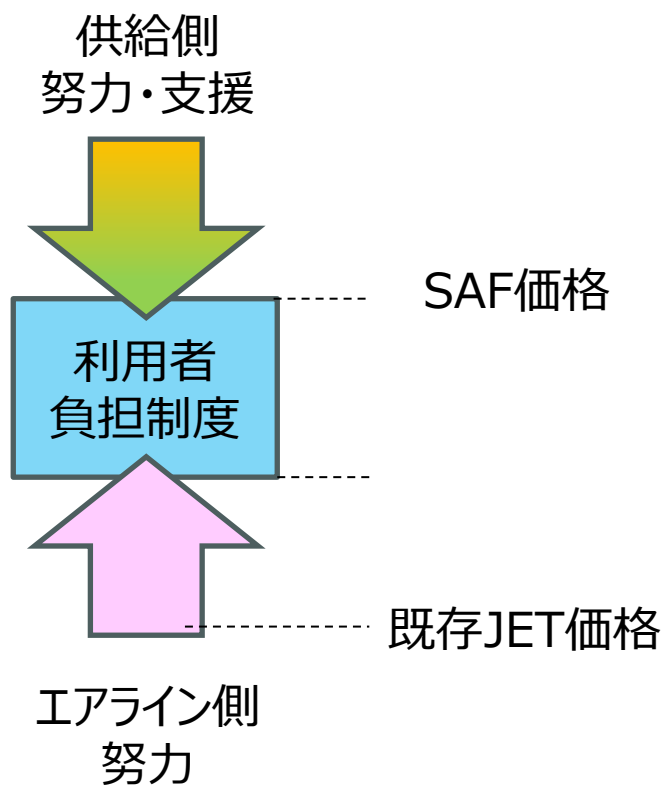 供給側
努力・支援
SAF価格
利用者
負担制度
既存JET価格
エアライン側
努力